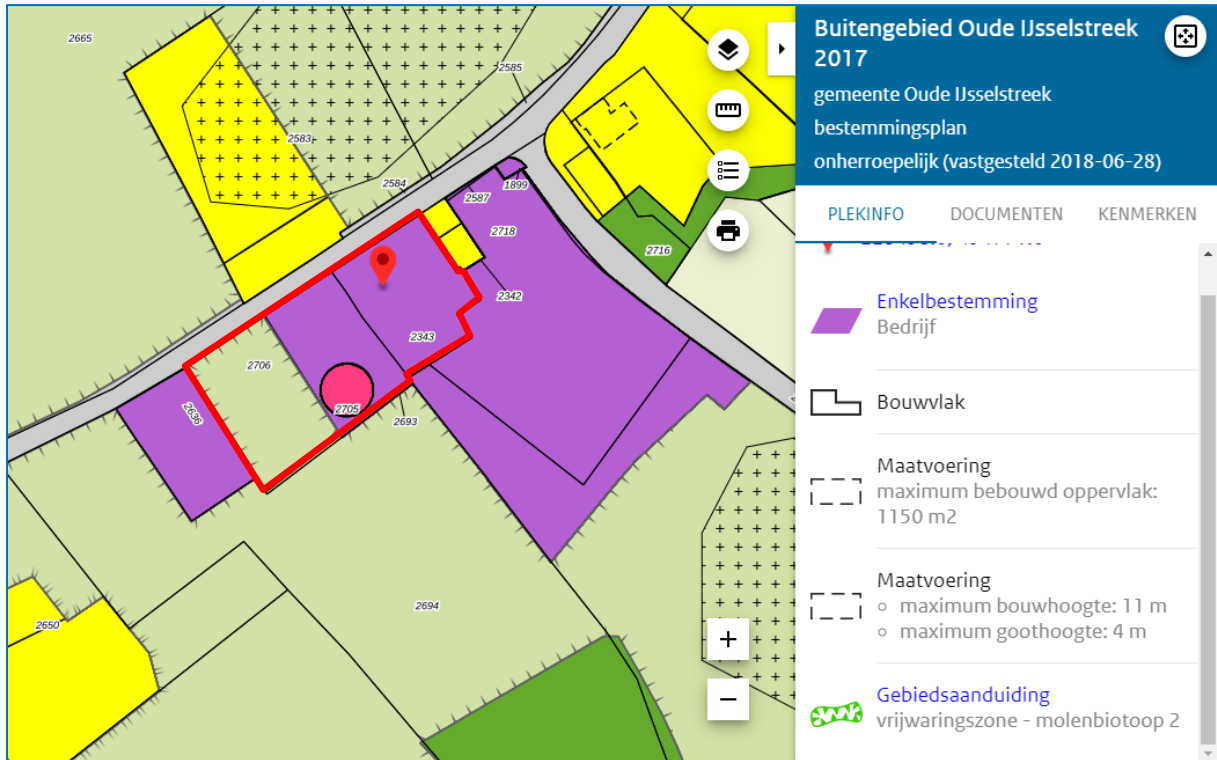 2665
2585
2583
2584
1899
2587
2718
2716
2342
2343
2706
2705
2636
2693
2694
2650
+
−
Buitengebied Oude IJsselstreek
2017
gemeente Oude IJsselstreek
bestemmingsplan
onherroepelijk (vastgesteld 2018-06-28)
PLEKINFO DOCUMENTEN KENMERKEN
Enkelbestemming
Bedrijf
Bouwvlak
Maatvoering
maximum bebouwd oppervlak:
1150 m2
Maatvoering
○ maximum bouwhoogte: 11 m
○ maximum goothoogte: 4 m
Gebiedsaanduiding
vrijwaringszone - molenbiotoop 2